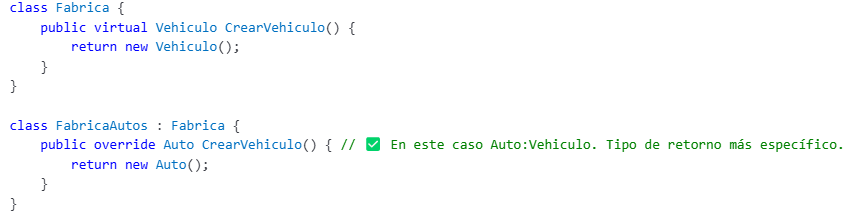 class Fabrica {
    public virtual Vehiculo CrearVehiculo() {
        return new Vehiculo();
    }
}

class FabricaAutos : Fabrica {
    public override Auto CrearVehiculo() { // ✅ En este caso Auto:Vehiculo. Tipo de retorno más específico.
        return new Auto();
    }
}